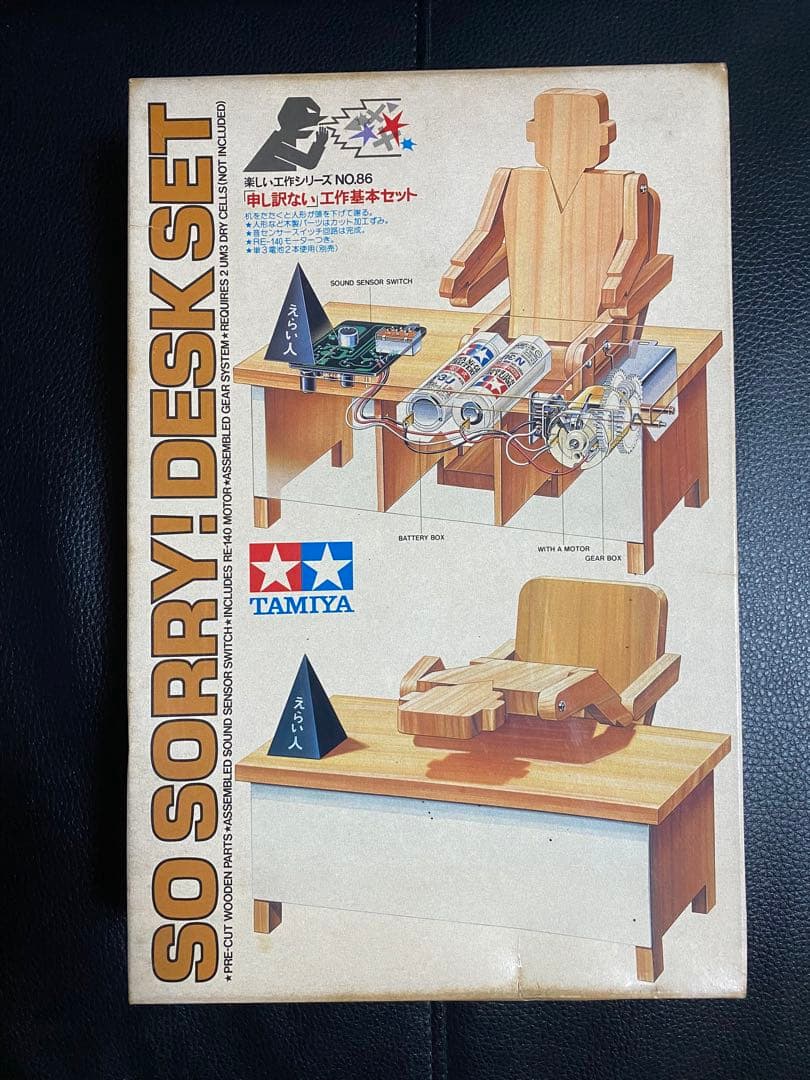 SO SORRY! DESK SET
★PRE-CUT WOODEN PARTS★ASSEMBLED SOUND SENSOR SWITCH★INCLUDES RE-140 MOTOR★ASSEMBLED GEAR SYSTEM★REQUIRES 2 UM3 DRY CELLS(NOT INCLUDED)
楽しい工作シリーズ NO.86
「申し訳ない」工作基本セット
机をたたくと人形が頭を下げて謝る。
★人形など木製パーツはカット加工ずみ。
★音センサースイッチ回路は完成。
★RE-140モーターつき。
★単3電池2本使用(別売)
SOUND SENSOR SWITCH
えらい人
BATTERY BOX
WITH A MOTOR
GEAR BOX
TAMIYA
えらい人